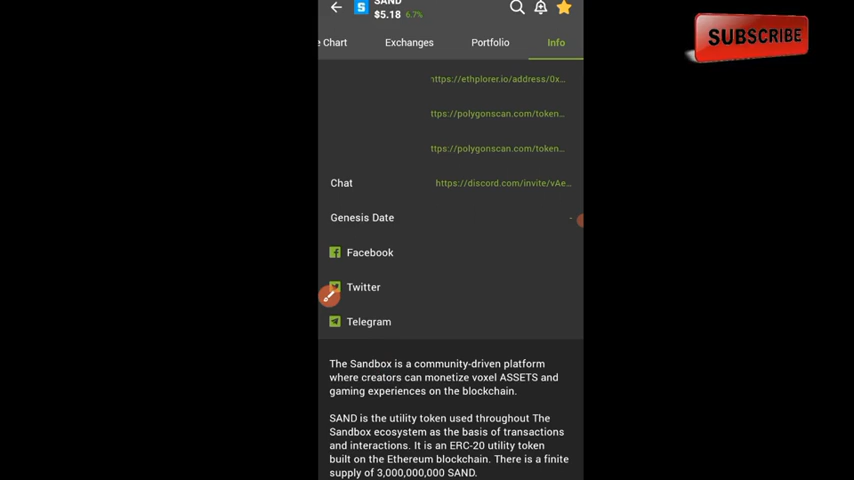 SAND
$5.18 6.7%
e Chart Exchanges Portfolio Info
https://ethplorer.io/address/0x...
ttps://polygonscan.com/token...
ttps://polygonscan.com/token...
Chat https://discord.com/invite/vAe...
Genesis Date -
Facebook
Twitter
Telegram
The Sandbox is a community-driven platform
where creators can monetize voxel ASSETS and
gaming experiences on the blockchain.
SAND is the utility token used throughout The
Sandbox ecosystem as the basis of transactions
and interactions. It is an ERC-20 utility token
built on the Ethereum blockchain. There is a finite
supply of 3,000,000,000 SAND.
SUBSCRIBE